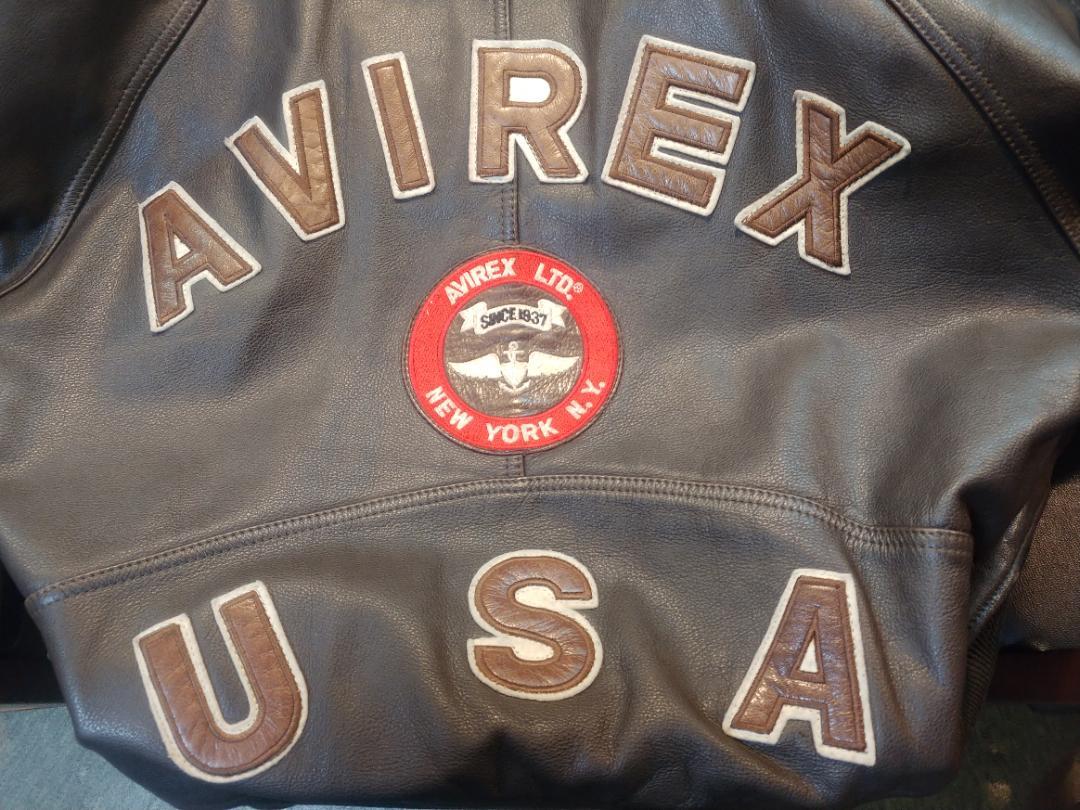 AVIREX
AVIREX LTD.®
SINCE 1937
NEW YORK N.Y.
USA